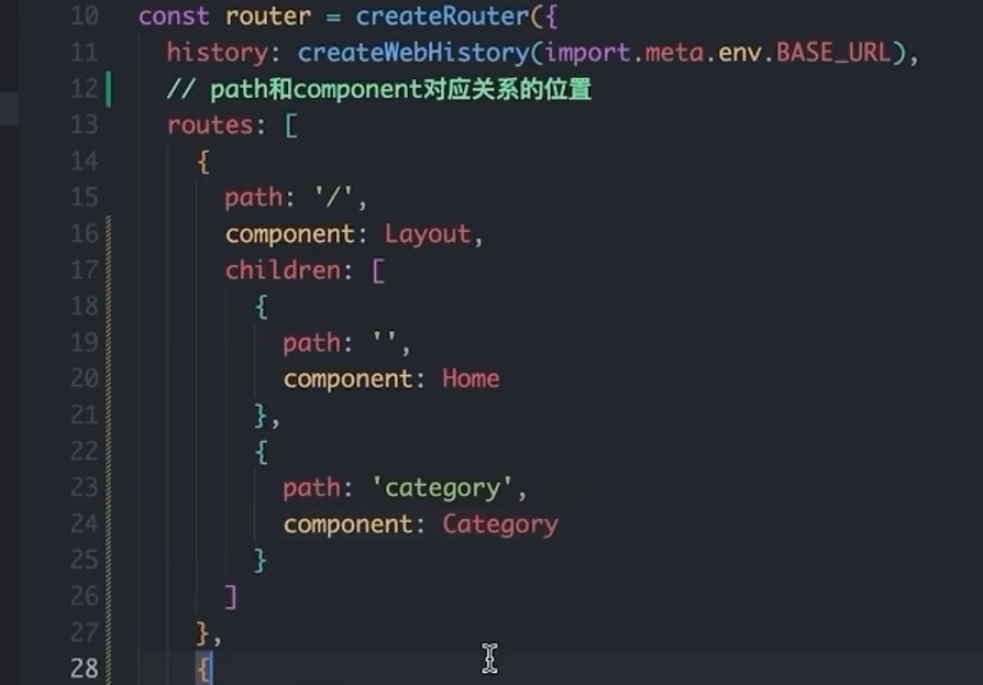 10 const router = createRouter({
11 history: createWebHistory(import.meta.env.BASE_URL),
12 // path和component对应关系的位置
13 routes: [
14 {
15 path: '/',
16 component: Layout,
17 children: [
18 {
19 path: '',
20 component: Home
21 },
22 {
23 path: 'category',
24 component: Category
25 }
26 ]
27 },
28 {